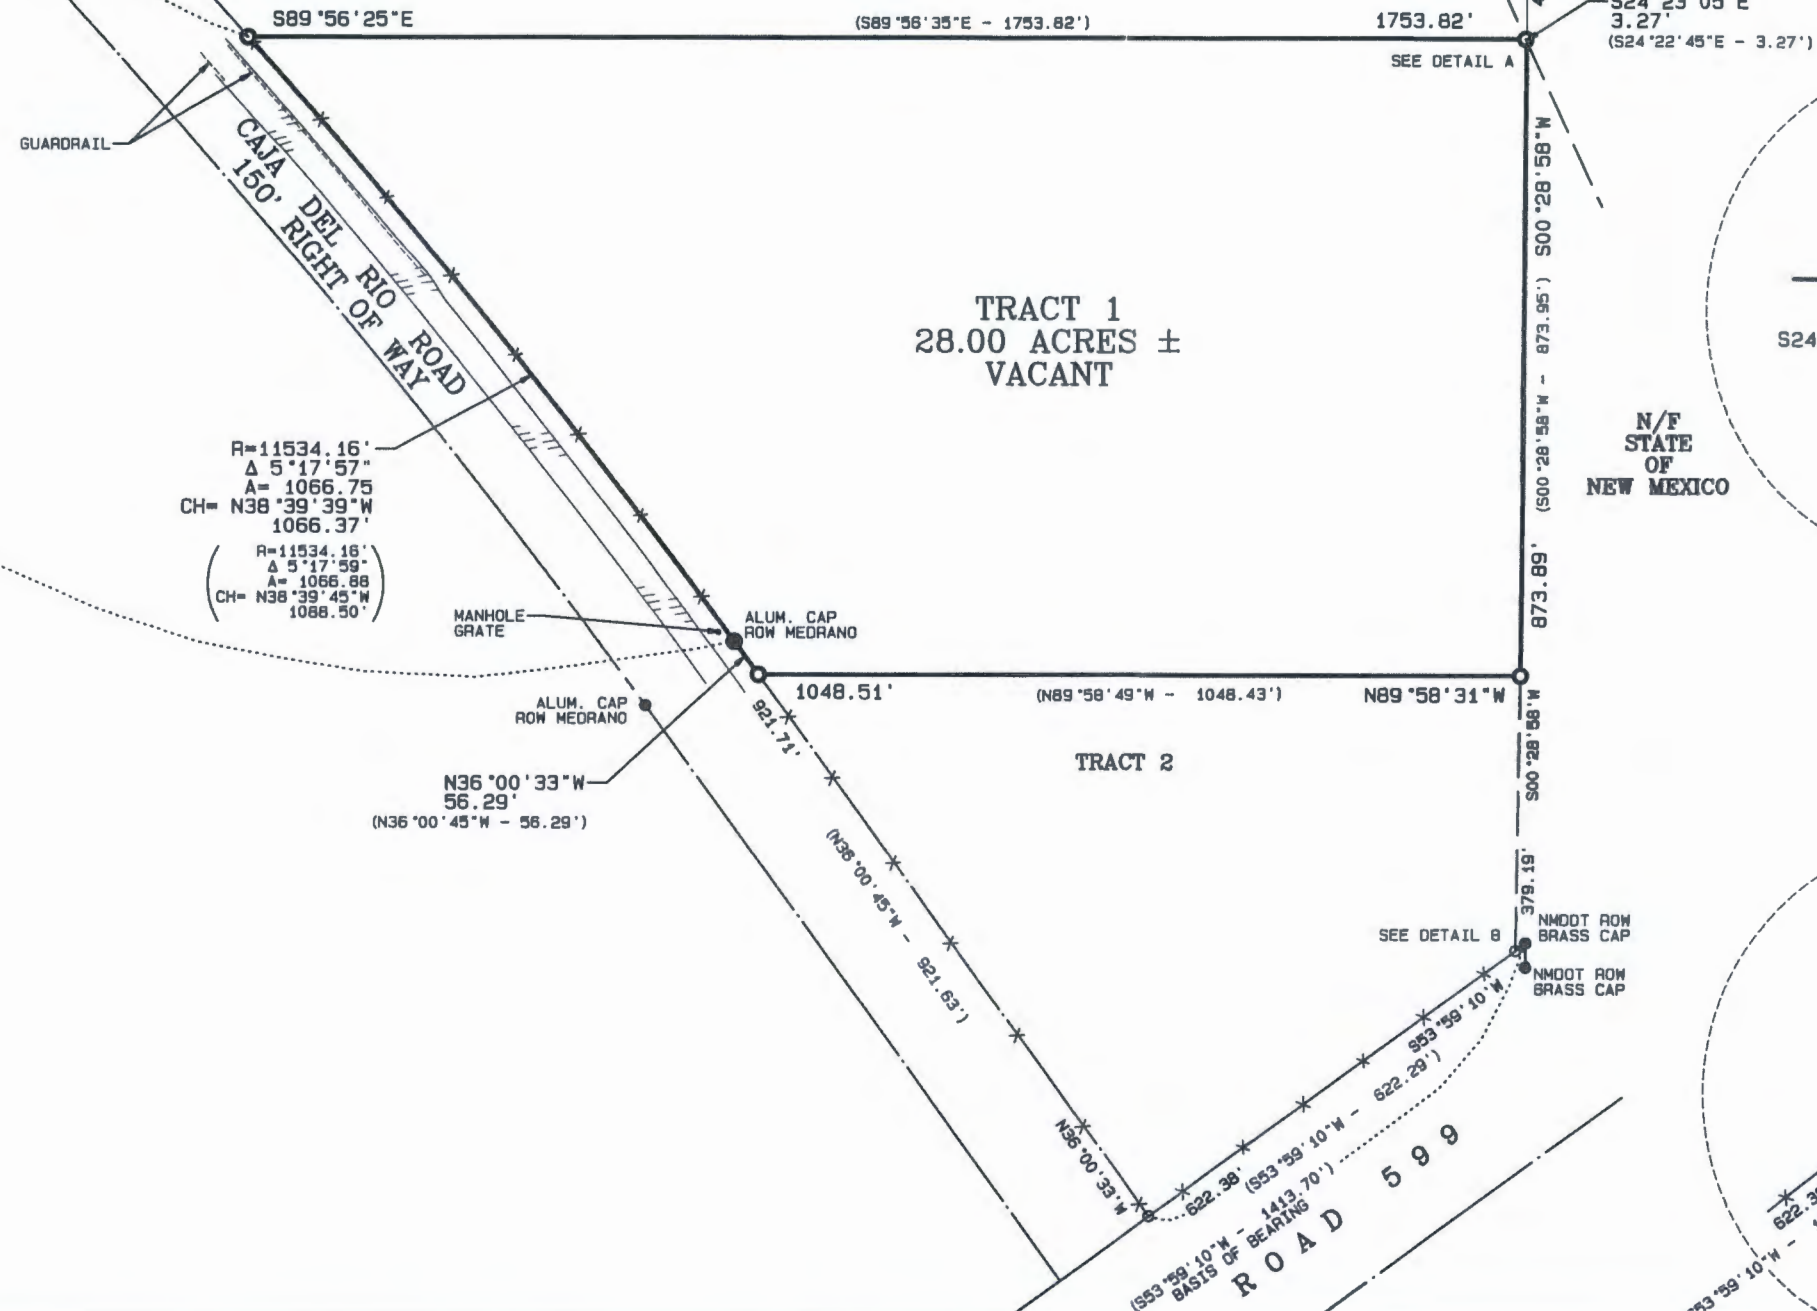 S89°56'25"E
(S89°56'35"E - 1753.82')
1753.82'
3.27'
(S24°22'45"E - 3.27')
SEE DETAIL A
GUARDRAIL
CAJA DEL RIO ROAD
150' RIGHT OF WAY
S00°28'58"W
(S00°28'58"W - 873.95')
873.89'
TRACT 1
28.00 ACRES ±
VACANT
S24
N/F
STATE
OF
NEW MEXICO
R=11534.16'
Δ 5°17'57"
A= 1066.75
CH= N38°39'39"W
1066.37'
R=11534.16'
Δ 5°17'59"
A= 1066.88
CH= N38°39'45"W
MANHOLE
GRATE
ALUM. CAP
ROW MEDRANO
1048.51'
(N89°58'49"W - 1048.43')
N89°58'31"W
ALUM. CAP
ROW MEDRANO
921.71'
S00°28'58"W
TRACT 2
N36°00'33"W
56.29'
(N36°00'45"W - 56.29')
(N36°00'45"W - 921.63')
379.19'
SEE DETAIL B
NMDOT ROW
BRASS CAP
NMDOT ROW
BRASS CAP
S53°59'10"W
(S53°59'10"W - 622.29')
622.38'
N36°00'33"W
(S53°59'10"W - 1413.70')
BASIS OF BEARING
ROAD 599